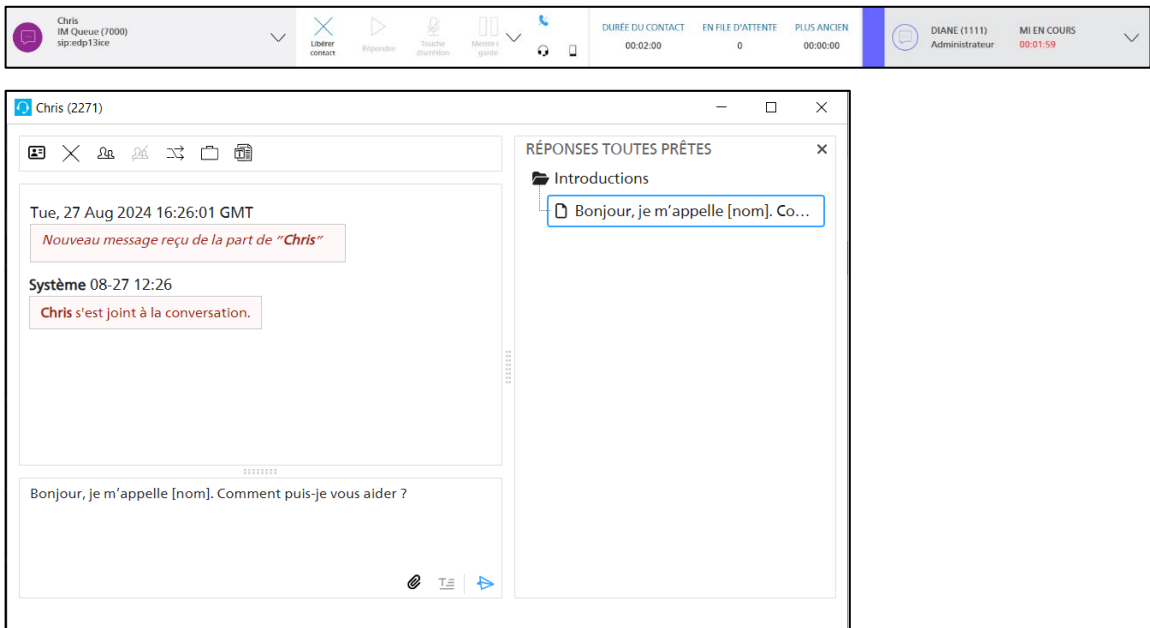 Chris
IM Queue (7000)
sip:edp13ice
Libérer
contact
Répondre
Touche
discrétion
Mettre e
garde
DURÉE DU CONTACT
00:02:00
EN FILE D'ATTENTE
0
PLUS ANCIEN
00:00:00
DIANE (1111)
Administrateur
MI EN COURS
00:01:59
Chris (2271)
Tue, 27 Aug 2024 16:26:01 GMT
Nouveau message reçu de la part de "Chris"
Système 08-27 12:26
Chris s'est joint à la conversation.
Bonjour, je m’appelle [nom]. Comment puis-je vous aider ?
RÉPONSES TOUTES PRÊTES
Introductions
Bonjour, je m’appelle [nom]. Co...